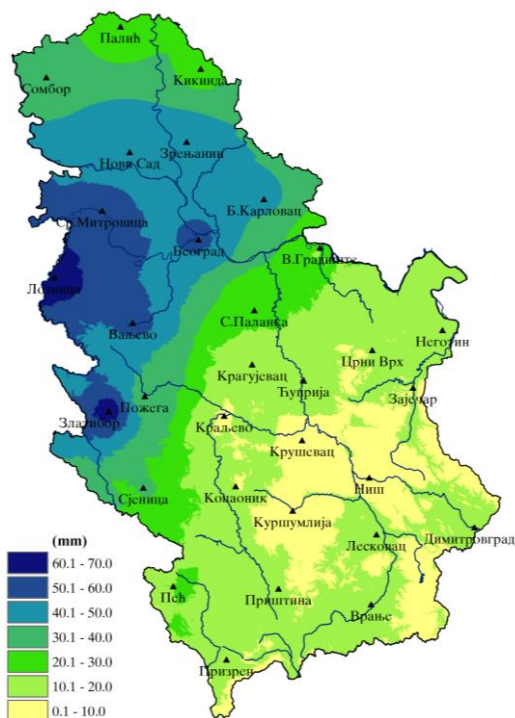 Палић
Кикинда
Сомбор
Зрењанин
Нови Сад
Б.Карловац
Ср.Митровица
Београд
В.Градиште
Лозница
С.Паланка
Ваљево
Неготин
Црни Врх
Крагујевац
Ћуприја
Зајечар
Пожега
Златибор
Краљево
Крушевац
Ниш
Сјеница
Копаоник
Куршумлија
Димитровград
Лесковац
(mm)
60.1 - 70.0
50.1 - 60.0
40.1 - 50.0
30.1 - 40.0
20.1 - 30.0
10.1 - 20.0
0.1 - 10.0
Пећ
Приштина
Врање
Призрен